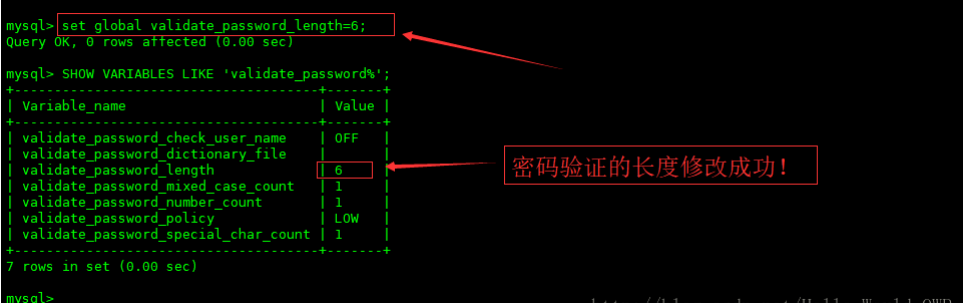 mysql> set global validate_password_length=6;
Query OK, 0 rows affected (0.00 sec)
mysql> SHOW VARIABLES LIKE 'validate_password%';
+--------------------------------------+-------+
| Variable_name | Value |
+--------------------------------------+-------+
| validate_password_check_user_name | OFF |
| validate_password_dictionary_file | |
| validate_password_length | 6 |
| validate_password_mixed_case_count | 1 |
| validate_password_number_count | 1 |
| validate_password_policy | LOW |
| validate_password_special_char_count | 1 |
+--------------------------------------+-------+
7 rows in set (0.00 sec)
密码验证的长度修改成功！
mysql>